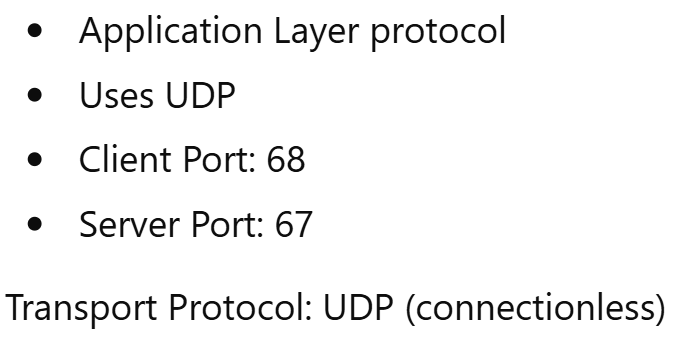 • Application Layer protocol
• Uses UDP
• Client Port: 68
• Server Port: 67
Transport Protocol: UDP (connectionless)